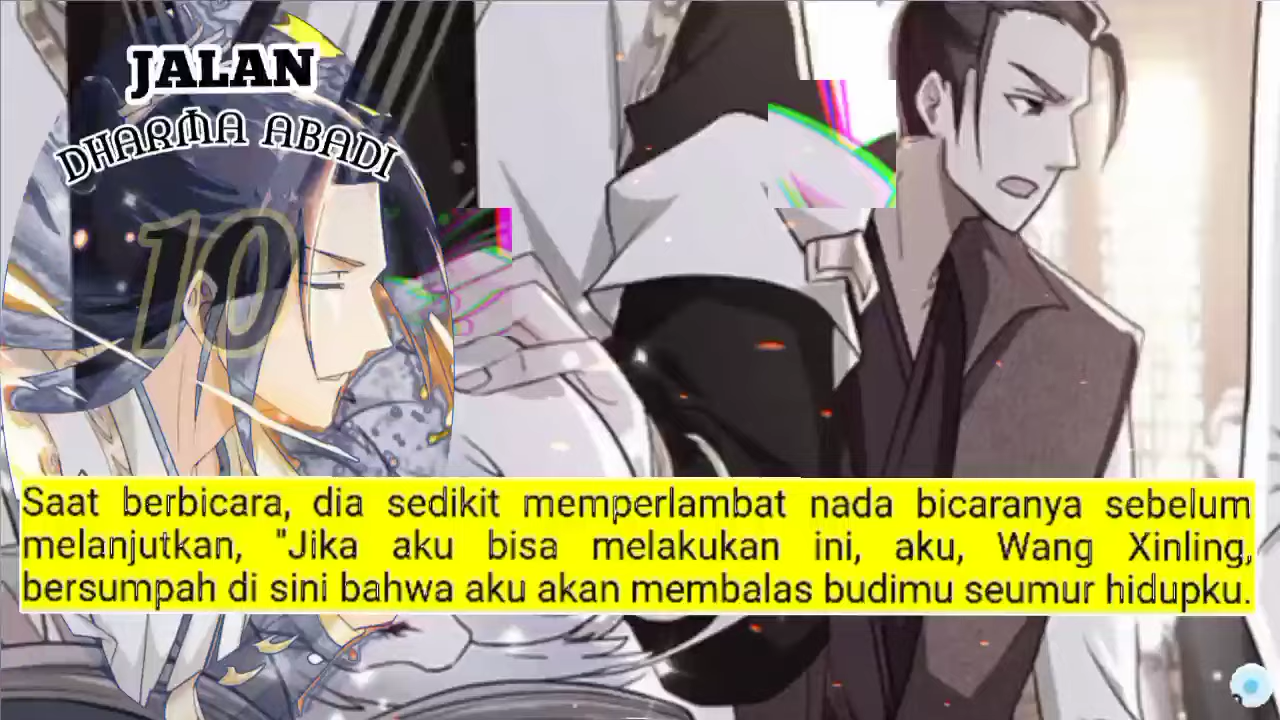 JALAN
DHARMA ABADI
10
Saat berbicara, dia sedikit memperlambat nada bicaranya sebelum
melanjutkan, "Jika aku bisa melakukan ini, aku, Wang Xinling,
bersumpah di sini bahwa aku akan membalas budimu seumur hidupku.